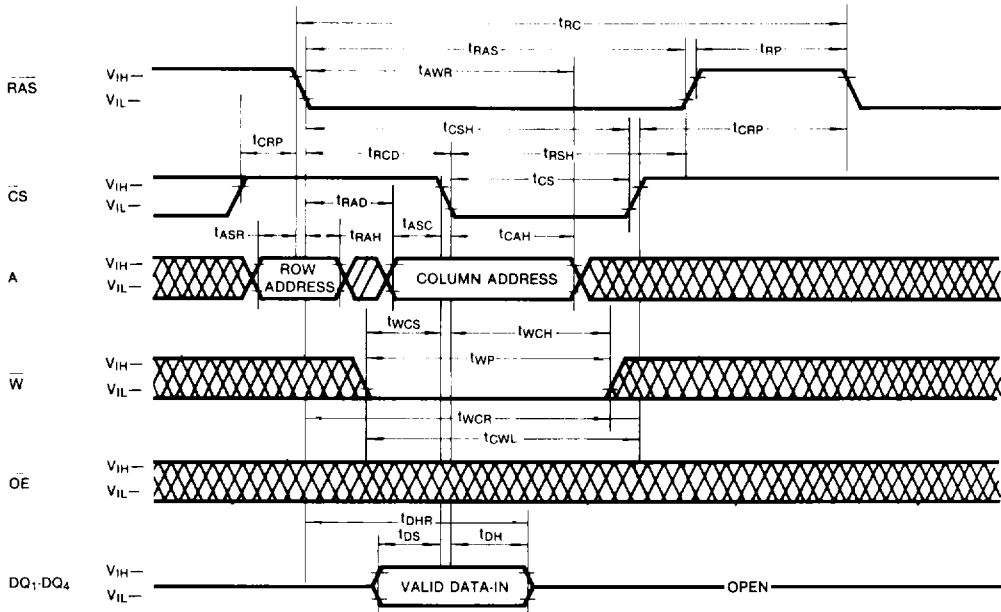 tRC
tRAS
tRP
tAWR
RAS
VIH—
VIL—
tCSH
tCRP
tCRP
tRCD
tRSH
tCS
CS
VIH—
VIL—
tRAD
tASC
tASR
tRAH
tCAH
A
VIH—
VIL—
ROW ADDRESS
COLUMN ADDRESS
tWCS
tWCH
tWP
W
VIH—
VIL—
tWCR
tCWL
OE
VIH—
VIL—
tDHR
tDS
tDH
DQ1-DQ4
VIH—
VIL—
VALID DATA-IN
OPEN